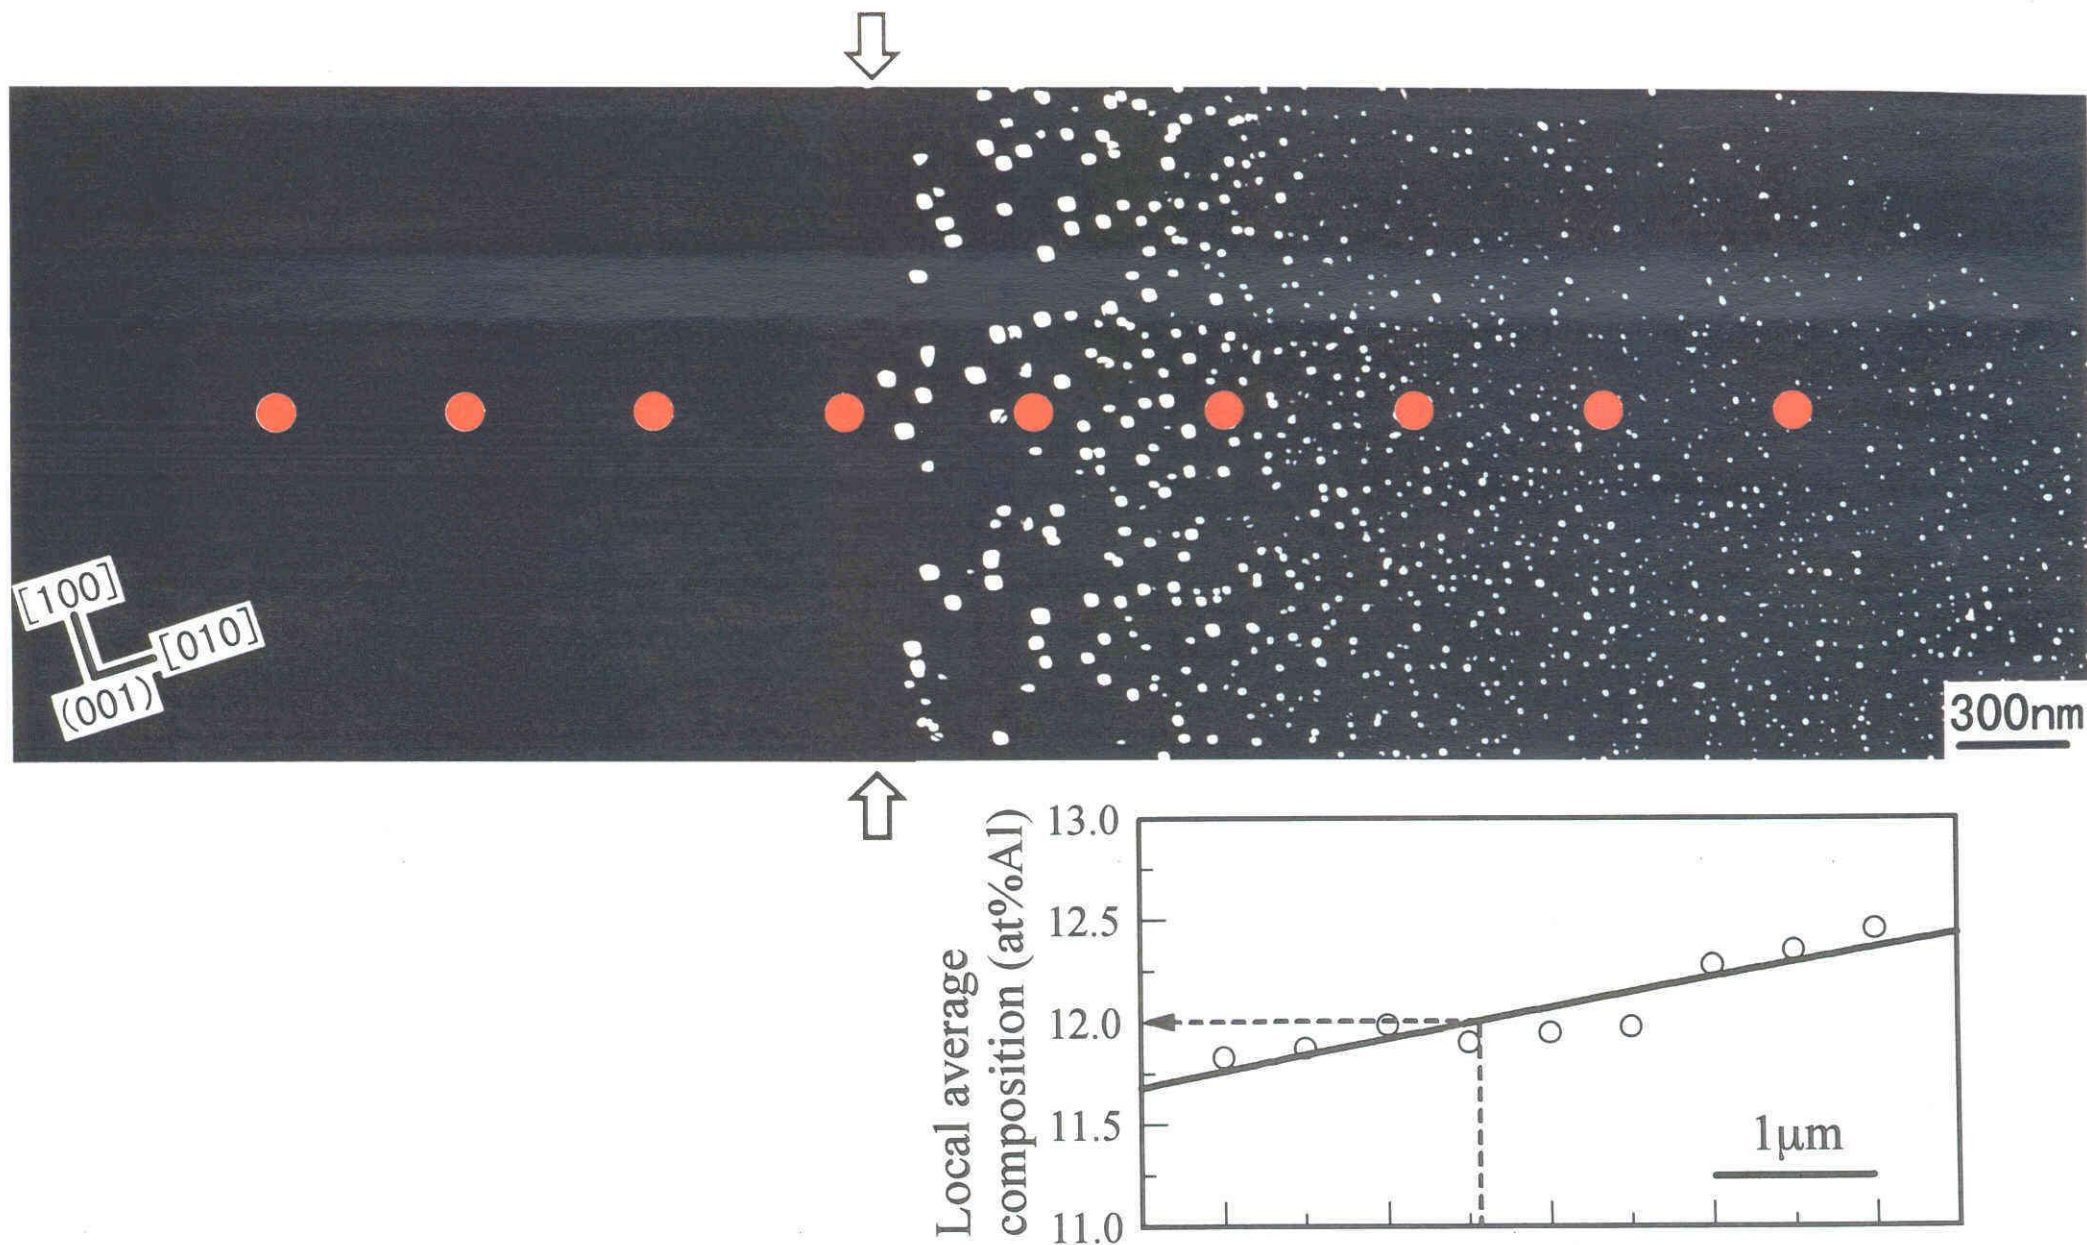 [100]
[010]
(001)
300nm
Local average
composition (at%Al)
13.0
12.5
12.0
11.5
11.0
1μm